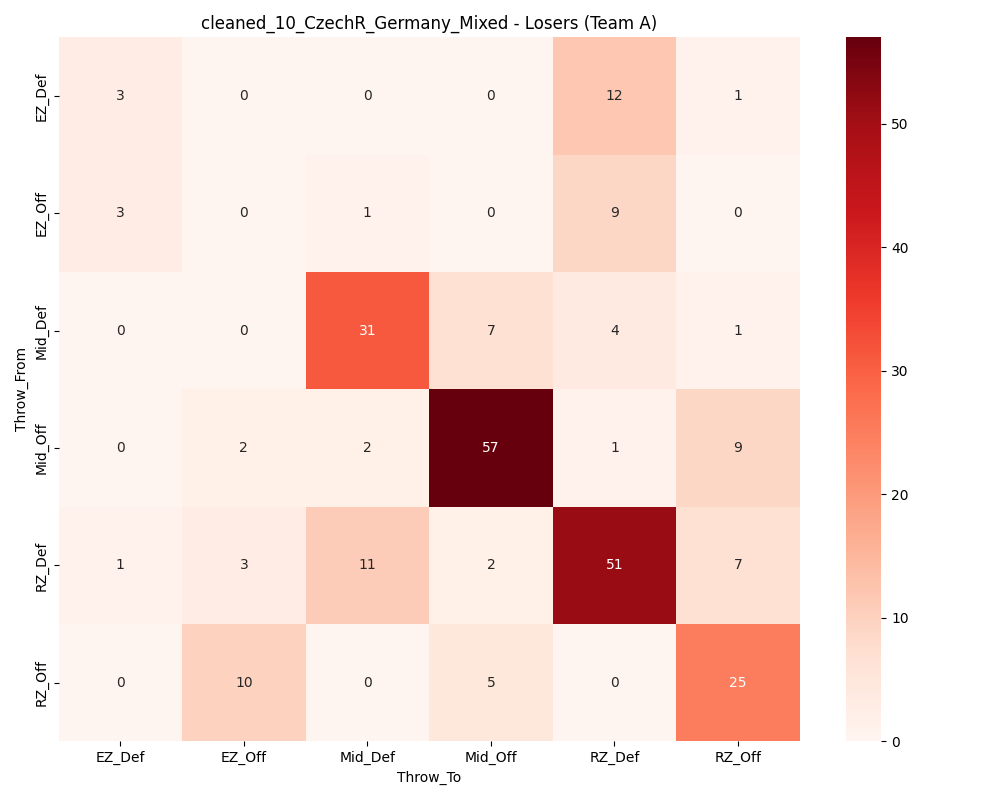 cleaned_10_CzechR_Germany_Mixed - Losers (Team A)
Throw_From
EZ_Def 3 0 0 0 12 1
EZ_Off 3 0 1 0 9 0
Mid_Def 0 0 31 7 4 1
Mid_Off 0 2 2 57 1 9
RZ_Def 1 3 11 2 51 7
RZ_Off 0 10 0 5 0 25
EZ_Def EZ_Off Mid_Def Mid_Off RZ_Def RZ_Off
Throw_To
50
40
30
20
10
0